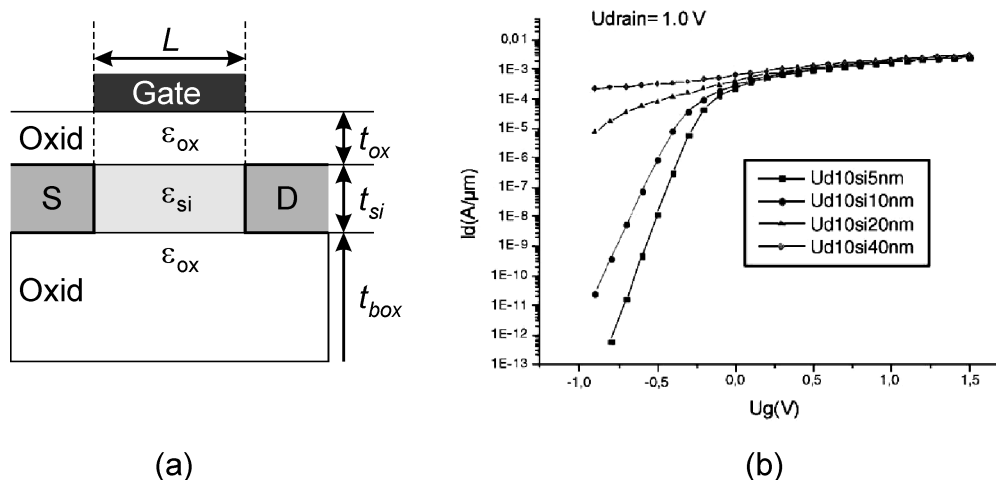 L
Gate
Oxid
εox
tox
S
εsi
D
tsi
εox
Oxid
tbox
(a)
Udrain= 1.0 V
0,01
1E-3
1E-4
1E-5
1E-6
1E-7
1E-8
1E-9
1E-10
1E-11
1E-12
1E-13
Id(A/µm)
Ud10si5nm
Ud10si10nm
Ud10si20nm
Ud10si40nm
-1,0 -0,5 0,0 0,5 1,0 1,5
Ug(V)
(b)